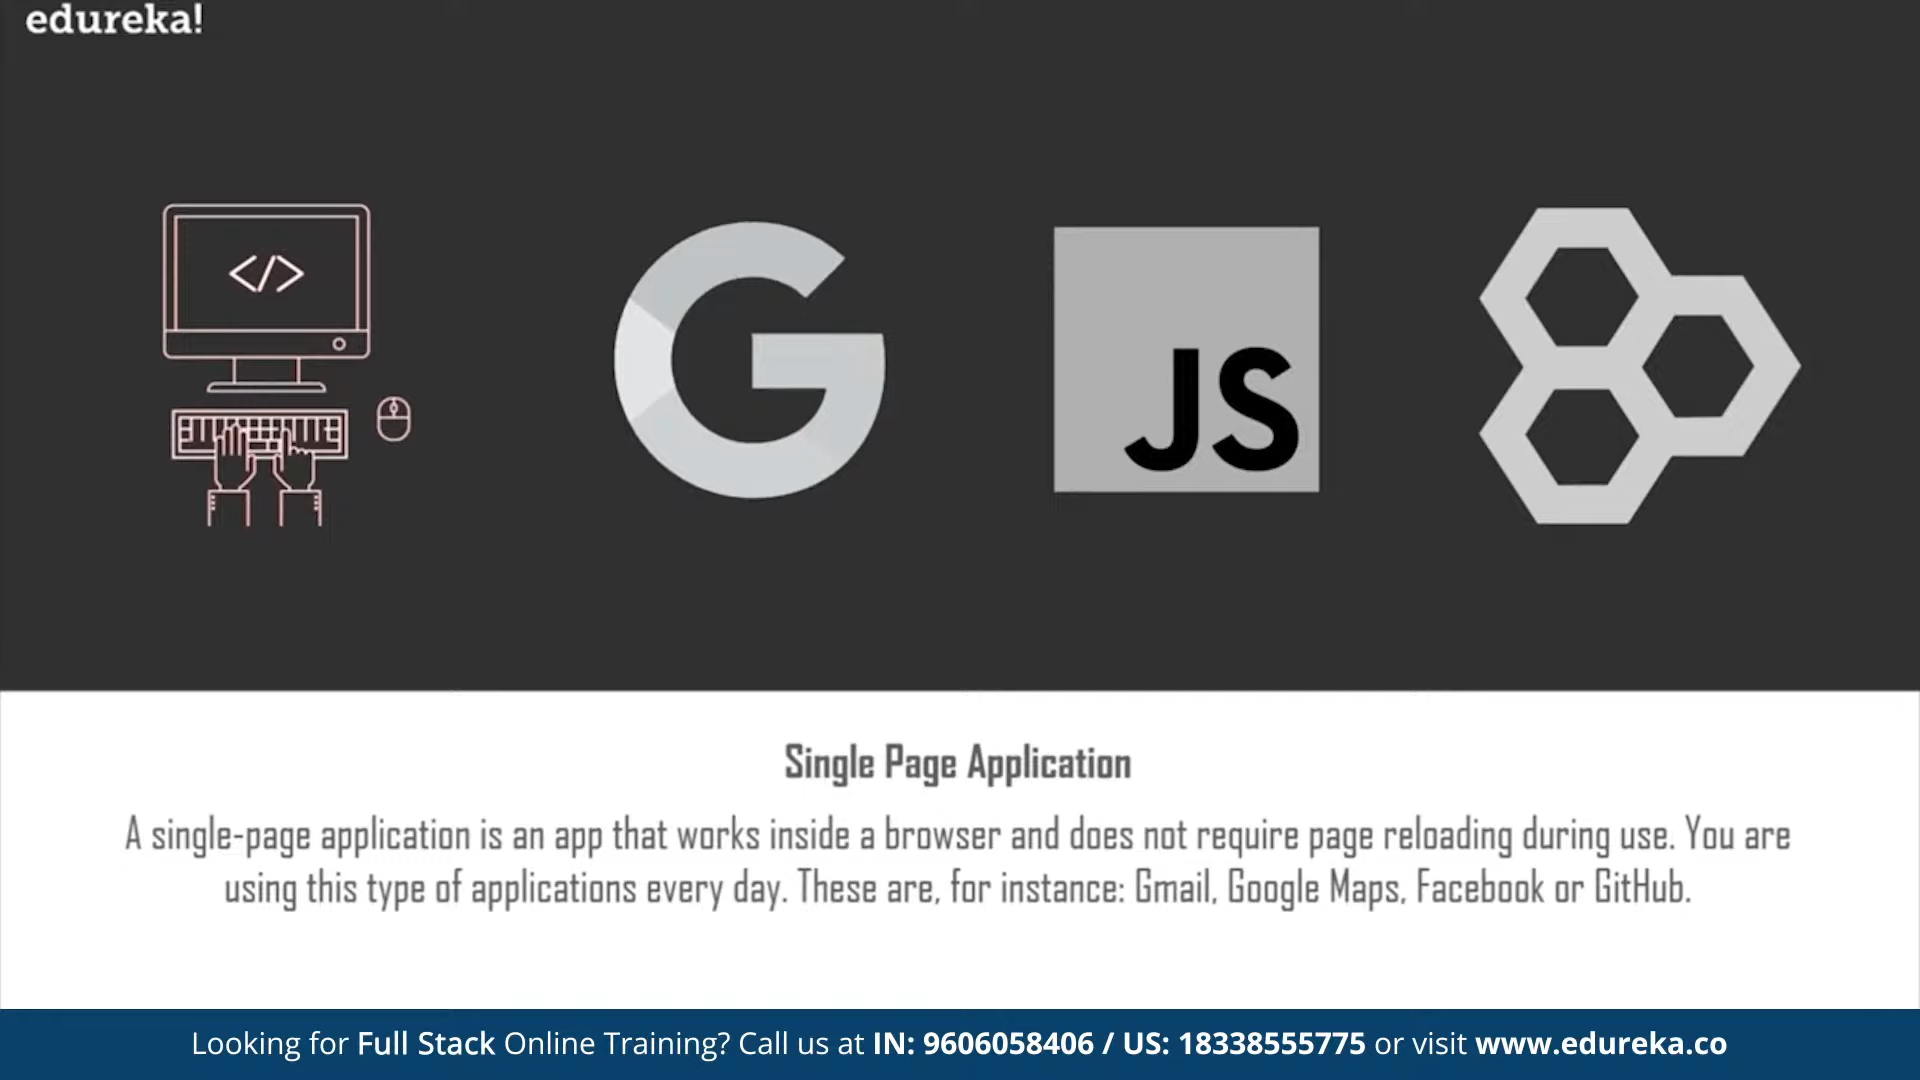 edureka!
</>
G
JS
Single Page Application
A single-page application is an app that works inside a browser and does not require page reloading during use. You are
using this type of applications every day. These are, for instance: Gmail, Google Maps, Facebook or GitHub.
Looking for Full Stack Online Training? Call us at IN: 9606058406 / US: 18338555775 or visit www.edureka.co